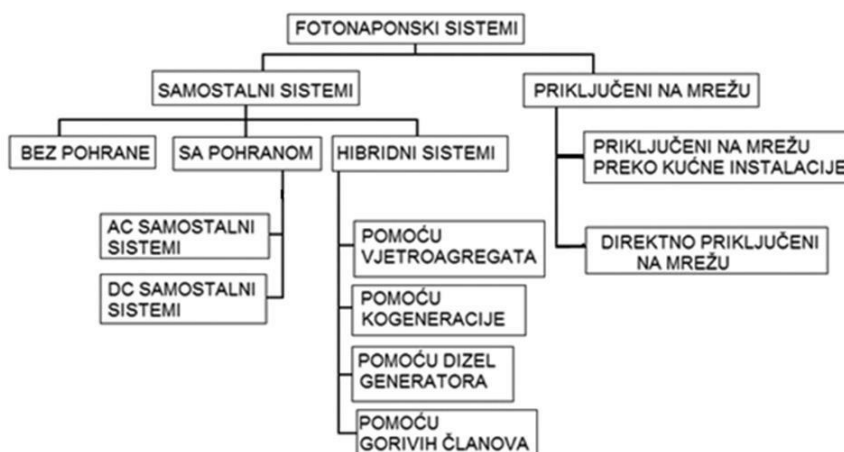 FOTONAPONSKI SISTEMI
SAMOSTALNI SISTEMI
PRIKLJUČENI NA MREŽU
BEZ POHRANE
SA POHRANOM
HIBRIDNI SISTEMI
PRIKLJUČENI NA MREŽU
PREKO KUĆNE INSTALACIJE
AC SAMOSTALNI
SISTEMI
DC SAMOSTALNI
SISTEMI
POMOĆU
VJETROAGREGATA
POMOĆU
KOGENERACIJE
POMOĆU DIZEL
GENERATORA
POMOĆU
GORIVIH ČLANOVA
DIREKTNO PRIKLJUČENI
NA MREŽU